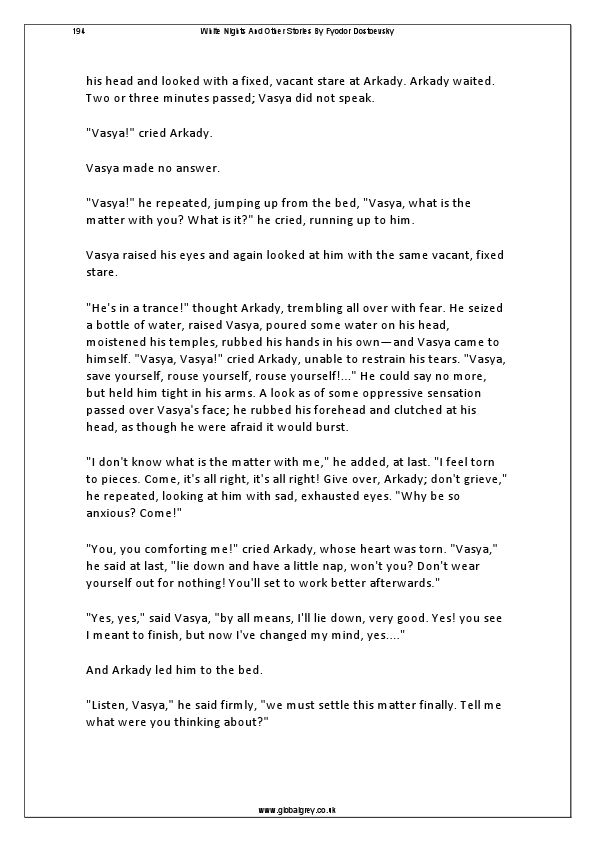 194 White Nights And Other Stories By Fyodor Dostoevsky
his head and looked with a fixed, vacant stare at Arkady. Arkady waited.
Two or three minutes passed; Vasya did not speak.
"Vasya!" cried Arkady.
Vasya made no answer.
"Vasya!" he repeated, jumping up from the bed, "Vasya, what is the
matter with you? What is it?" he cried, running up to him.
Vasya raised his eyes and again looked at him with the same vacant, fixed
stare.
"He's in a trance!" thought Arkady, trembling all over with fear. He seized
a bottle of water, raised Vasya, poured some water on his head,
moistened his temples, rubbed his hands in his own—and Vasya came to
himself. "Vasya, Vasya!" cried Arkady, unable to restrain his tears. "Vasya,
save yourself, rouse yourself, rouse yourself!..." He could say no more,
but held him tight in his arms. A look as of some oppressive sensation
passed over Vasya's face; he rubbed his forehead and clutched at his
head, as though he were afraid it would burst.
"I don't know what is the matter with me," he added, at last. "I feel torn
to pieces. Come, it's all right, it's all right! Give over, Arkady; don't grieve,"
he repeated, looking at him with sad, exhausted eyes. "Why be so
anxious? Come!"
"You, you comforting me!" cried Arkady, whose heart was torn. "Vasya,"
he said at last, "lie down and have a little nap, won't you? Don't wear
yourself out for nothing! You'll set to work better afterwards."
"Yes, yes," said Vasya, "by all means, I'll lie down, very good. Yes! you see
I meant to finish, but now I've changed my mind, yes...."
And Arkady led him to the bed.
"Listen, Vasya," he said firmly, "we must settle this matter finally. Tell me
what were you thinking about?"
www.globalgrey.co.uk